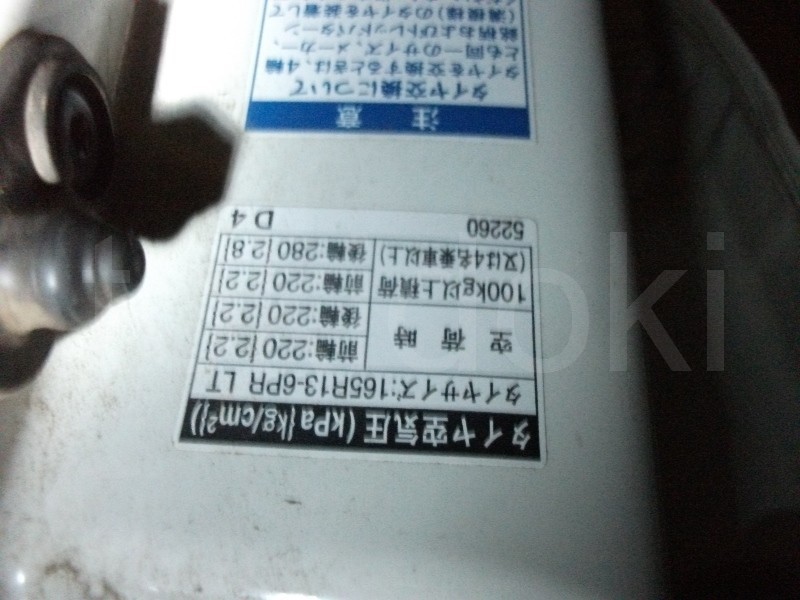 タイヤ空気圧 (kPa{kg/cm²})
タイヤサイズ:165R13-6PR LT
空 荷 時
前輪:220 {2.2}
後輪:220 {2.2}
100kg以上積荷
(又は4名乗車以上)
前輪:220 {2.2}
後輪:280 {2.8}
52260 D4
注 意
タイヤ交換について
タイヤを交換するときは、4輪
とも同一のサイズ、メーカー、
銘柄およびトレッドパターン
(溝模様)のタイヤを装着して